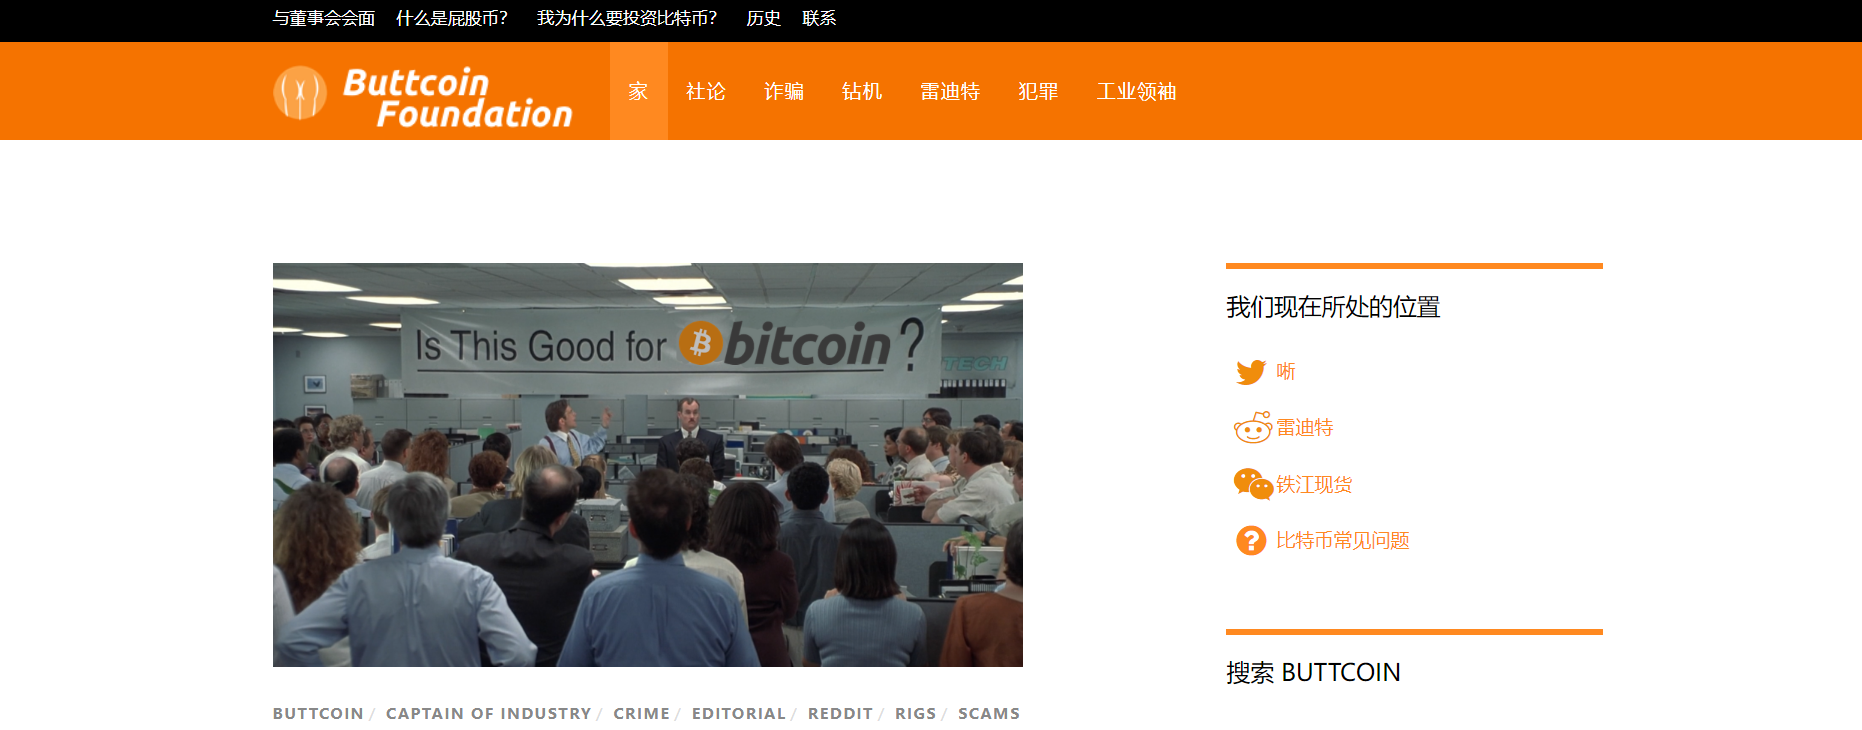 与董事会会面 什么是屁股币？ 我为什么要投资比特币？ 历史 联系
Buttcoin
Foundation
家 社论 诈骗 钻机 雷迪特 犯罪 工业领袖
Is This Good for bitcoin?
TECH
我们现在所处的位置
唽
雷迪特
铁江现货
比特币常见问题
搜索 BUTTCOIN
BUTTCOIN / CAPTAIN OF INDUSTRY / CRIME / EDITORIAL / REDDIT / RIGS / SCAMS